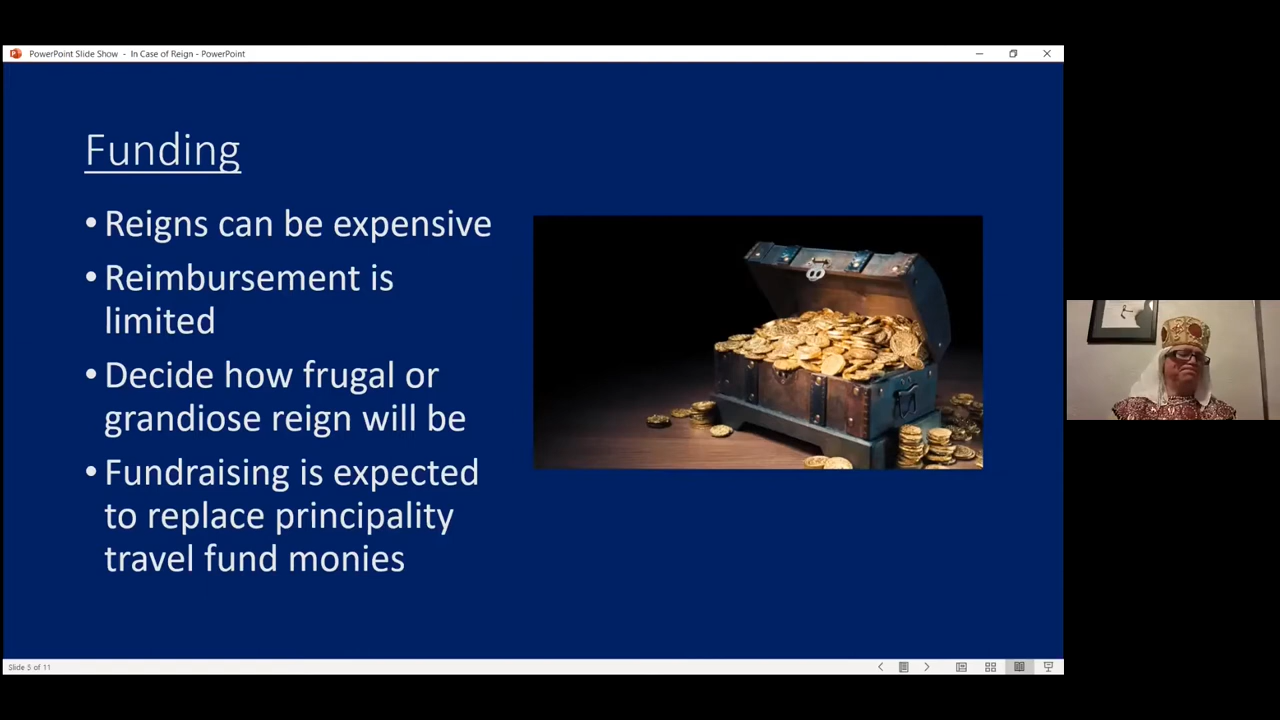 PowerPoint Slide Show - In Case of Reign - PowerPoint
Funding
• Reigns can be expensive
• Reimbursement is
limited
• Decide how frugal or
grandiose reign will be
• Fundraising is expected
to replace principality
travel fund monies
Slide 5 of 11